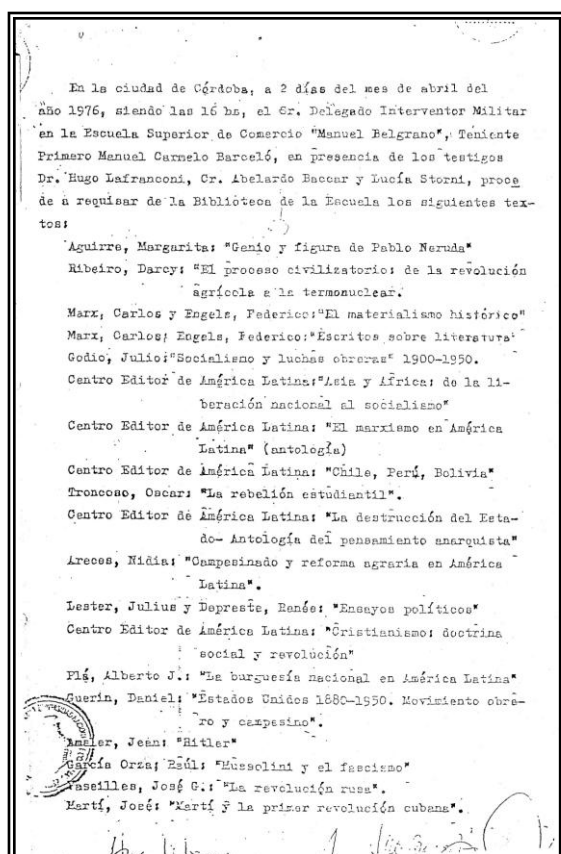 En la ciudad de Córdoba, a 2 días del mes de abril del
año 1976, siendo las 16 hs, el Sr. Delegado Interventor Militar
en la Escuela Superior de Comercio "Manuel Belgrano", Teniente
Primero Manuel Carmelo Barceló, en presencia de los testigos
Dr. Hugo Lafranconi, Cr. Abelardo Baccar y Lucía Storni, proce
de a requisar de la Biblioteca de la Escuela los siguientes tex-
tos:
Aguirre, Margarita: "Genio y figura de Pablo Neruda"
Ribeiro, Darcy: "El proceso civilizatorio: de la revolución
agrícola a la termonuclear.
Marx, Carlos y Engels, Federico: "El materialismo histórico"
Marx, Carlos; Engels, Federico: "Escritos sobre literatura"
Godio, Julio: "Socialismo y luchas obreras" 1900-1950.
Centro Editor de América Latina: "Asia y Africa: de la li-
beración nacional al socialismo"
Centro Editor de América Latina: "El marxismo en América
Latina" (antología)
Centro Editor de América Latina: "Chile, Perú, Bolivia"
Troncoso, Oscar: "La rebelión estudiantil".
Centro Editor de América Latina: "La destrucción del Esta-
do- Antología del pensamiento anarquista"
Areces, Nidia: "Campesinado y reforma agraria en América
Latina".
Lester, Julius y Depreste, Renée: "Ensayos políticos"
Centro Editor de América Latina: "Cristianismo: doctrina
social y revolución"
Plá, Alberto J.: "La burguesía nacional en América Latina"
Guerin, Daniel: "Estados Unidos 1880-1950. Movimiento obre-
ro y campesino".
Jean: "Hitler"
García Orza; Raúl: "Mussolini y el fascismo"
Vaseilles, José G.: "La revolución rusa".
Martí, José: "Martí y la primer revolución cubana".